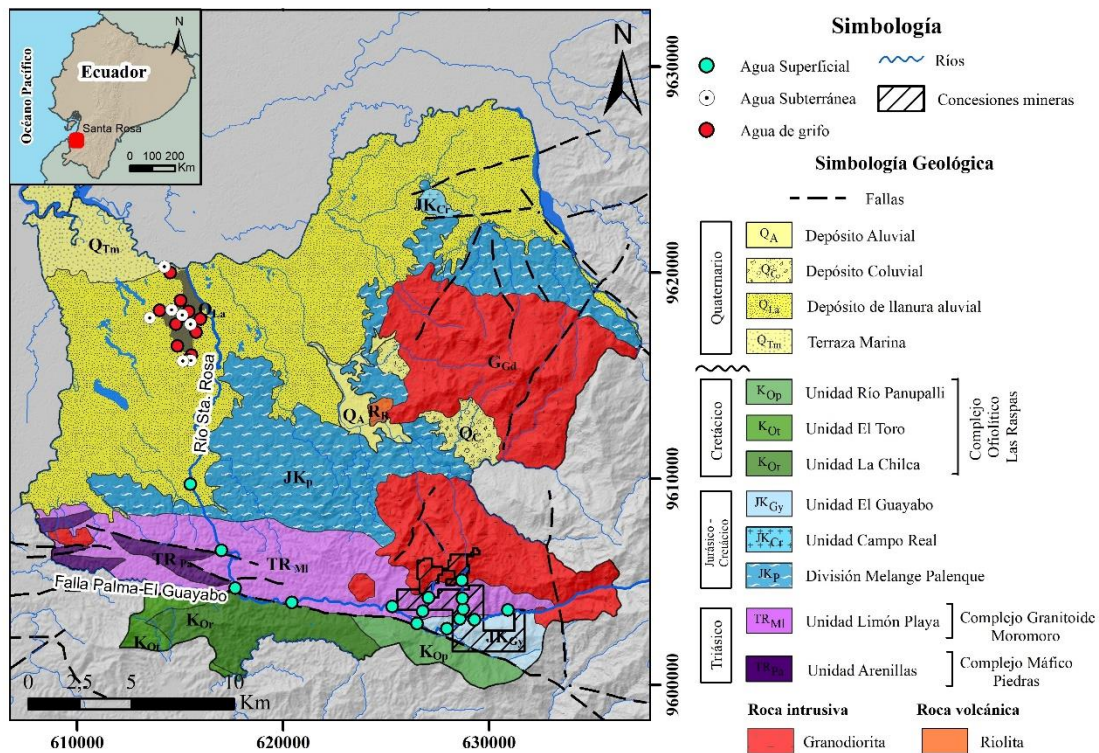 N
Ecuador
Océano Pacífico
Santa Rosa
0 100 200
Km
N
9630000
9620000
9610000
9600000
JKCr
QTm
QLa
GGd
Río Sta. Rosa
QA
RR
QC
JKp
TRPa
TRMl
Falla Palma-El Guayabo
KOr
KOt
KOp
JKGy
0 2,5 5 10
Km
610000
620000
630000
Simbología
Agua Superficial
Ríos
Agua Subterránea
Concesiones mineras
Agua de grifo
Simbología Geológica
Fallas
Quaternario
QA Depósito Aluvial
QCo Depósito Coluvial
QLa Depósito de llanura aluvial
QTm Terraza Marina
Cretácico
KOp Unidad Río Panupalli
KOt Unidad El Toro
KOr Unidad La Chilca
Complejo
Ofiolítico
Las Raspas
Jurásico -
Creuácico
JKGy Unidad El Guayabo
JKCr Unidad Campo Real
JKP División Melange Palenque
Triásico
TRMl Unidad Limón Playa
Complejo Granitoide
Moromoro
TRPa Unidad Arenillas
Complejo Máfico
Piedras
Roca intrusiva
Roca volcánica
Granodiorita
Riolita